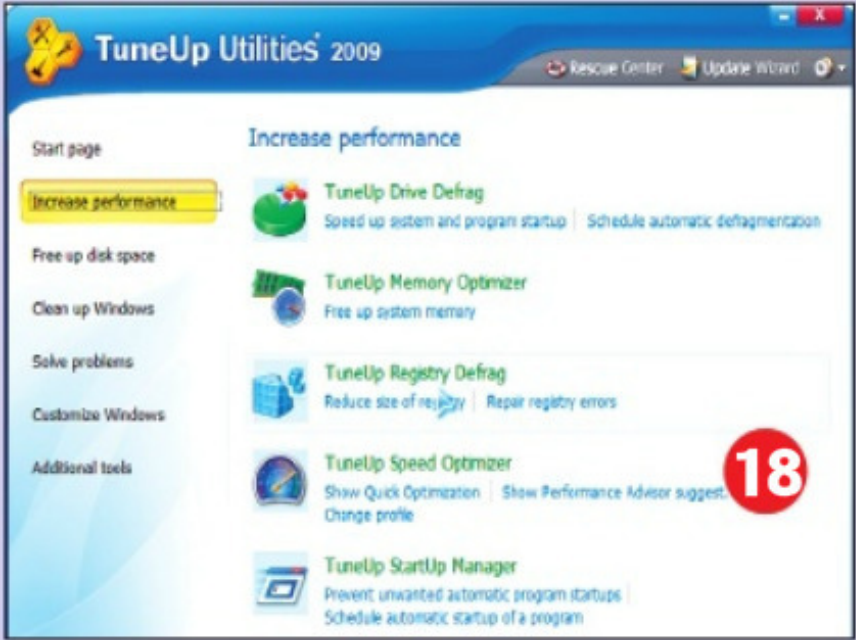 TuneUp Utilities 2009
Rescue Center Update Wizard
Start page
Increase performance
Free up disk space
Clean up Windows
Solve problems
Customize Windows
Additional tools
Increase performance
TuneUp Drive Defrag
Speed up system and program startup Schedule automatic defragmentation
TuneUp Memory Optimizer
Free up system memory
TuneUp Registry Defrag
Reduce size of registry Repair registry errors
TuneUp Speed Optimizer
Show Quick Optimization Show Performance Advisor suggest.
Change profile
18
TuneUp StartUp Manager
Prevent unwanted automatic program startups
Schedule automatic startup of a program